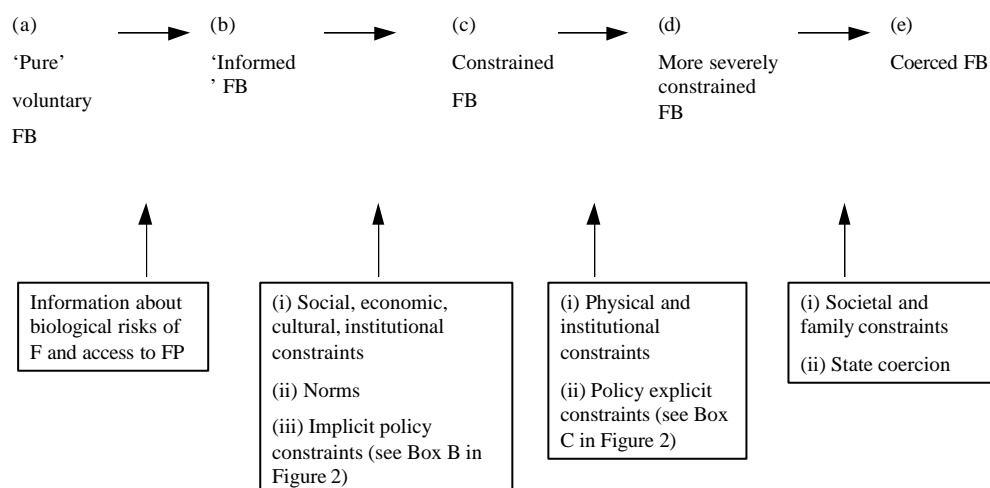 (a)
‘Pure’
voluntary
FB
(b)
‘Informed
’ FB
(c)
Constrained
FB
(d)
More severely
constrained
FB
(e)
Coerced FB
Information about
biological risks of
F and access to FP
(i) Social, economic,
cultural, institutional
constraints
(ii) Norms
(iii) Implicit policy
constraints (see Box B in
Figure 2)
(i) Physical and
institutional
constraints
(ii) Policy explicit
constraints (see Box
C in Figure 2)
(i) Societal and
family constraints
(ii) State coercion